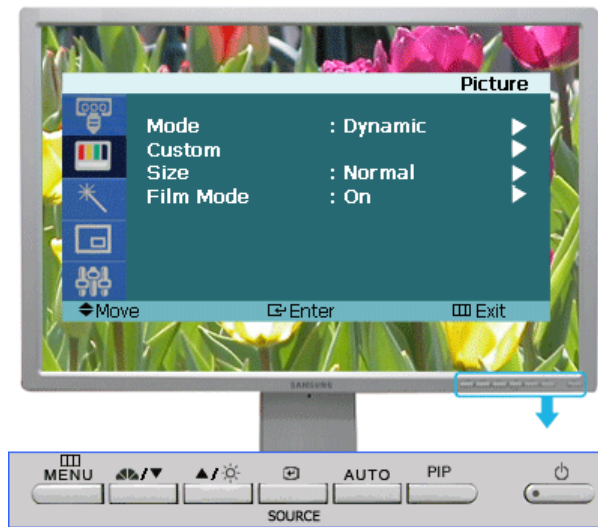 Picture
Mode : Dynamic
Custom
Size : Normal
Film Mode : On
Move Enter Exit
SAMSUNG
MENU / / AUTO PIP
SOURCE